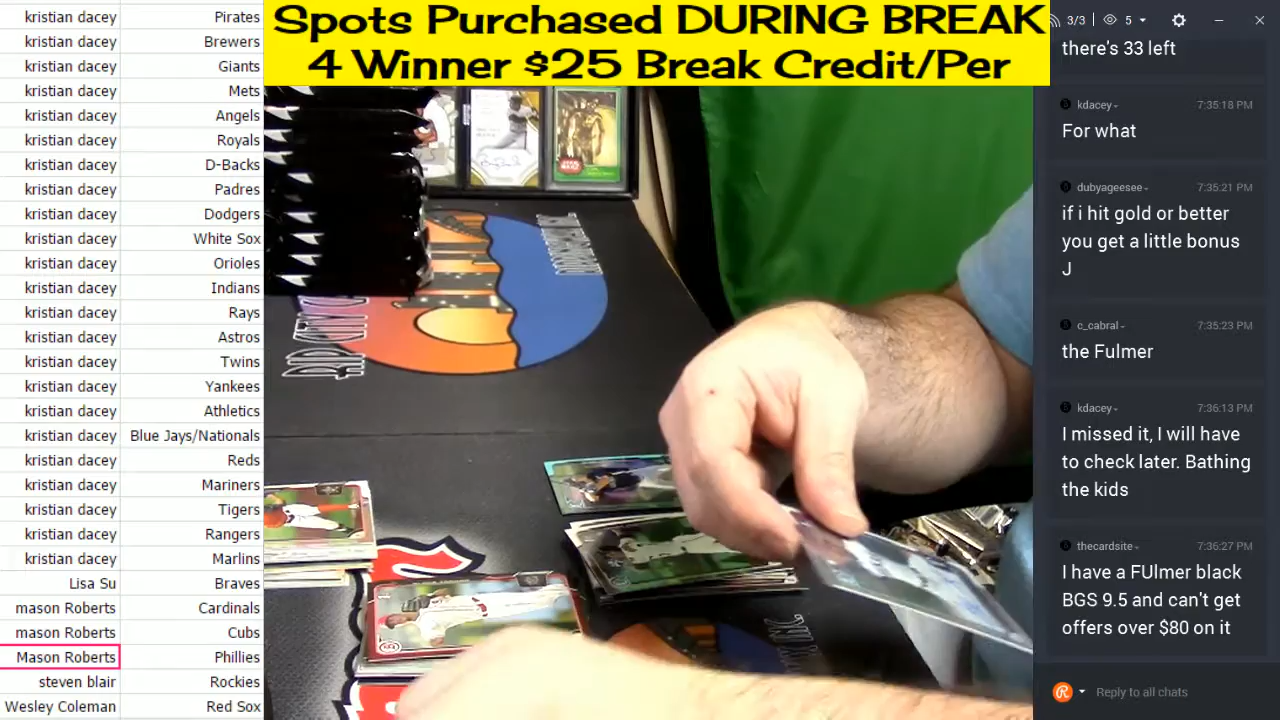 Spots Purchased DURING BREAK
4 Winner $25 Break Credit/Per
kristian dacey Pirates
kristian dacey Brewers
kristian dacey Giants
kristian dacey Mets
kristian dacey Angels
kristian dacey Royals
kristian dacey D-Backs
kristian dacey Padres
kristian dacey Dodgers
kristian dacey White Sox
kristian dacey Orioles
kristian dacey Indians
kristian dacey Rays
kristian dacey Astros
kristian dacey Twins
kristian dacey Yankees
kristian dacey Athletics
kristian dacey Blue Jays/Nationals
kristian dacey Reds
kristian dacey Mariners
kristian dacey Tigers
kristian dacey Rangers
kristian dacey Marlins
Lisa Su Braves
mason Roberts Cardinals
mason Roberts Cubs
Mason Roberts Phillies
steven blair Rockies
Wesley Coleman Red Sox
RIP CITY
3/3 5
there's 33 left
kdacey 7:35:18 PM
For what
dubyageesee 7:35:21 PM
if i hit gold or better
you get a little bonus
J
c_cabral 7:35:23 PM
the Fulmer
kdacey 7:36:13 PM
I missed it, I will have
to check later. Bathing
the kids
thecardsite 7:36:27 PM
I have a FUlmer black
BGS 9.5 and can't get
offers over $80 on it
Reply to all chats